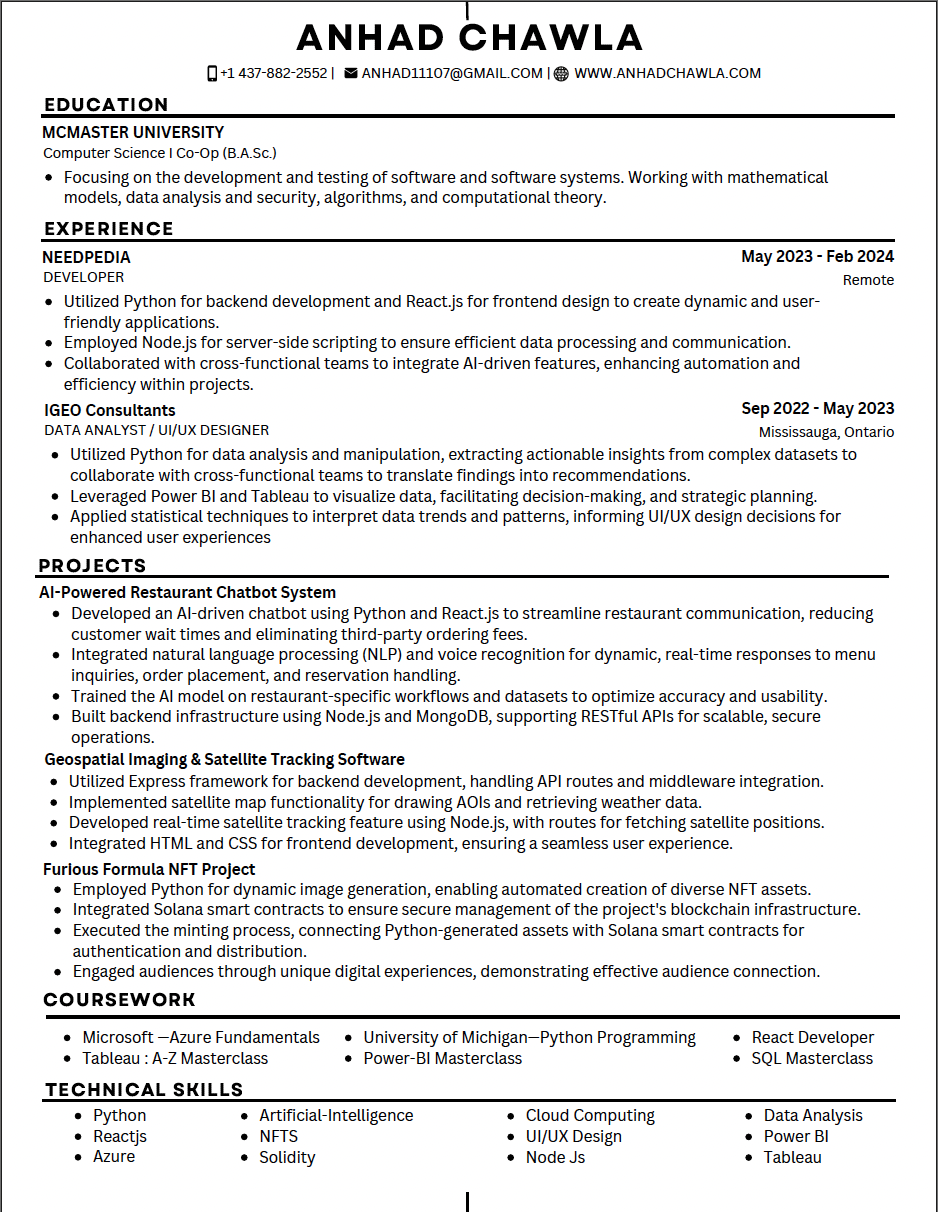 ANHAD CHAWLA
+1 437-882-2552 | ANHAD11107@GMAIL.COM | WWW.ANHADCHAWLA.COM
EDUCATION
MCMASTER UNIVERSITY
Computer Science I Co-Op (B.A.Sc.)
• Focusing on the development and testing of software and software systems. Working with mathematical
models, data analysis and security, algorithms, and computational theory.
EXPERIENCE
NEEDPEDIA May 2023 - Feb 2024
DEVELOPER Remote
• Utilized Python for backend development and React.js for frontend design to create dynamic and user-
friendly applications.
• Employed Node.js for server-side scripting to ensure efficient data processing and communication.
• Collaborated with cross-functional teams to integrate AI-driven features, enhancing automation and
efficiency within projects.
IGEO Consultants Sep 2022 - May 2023
DATA ANALYST / UI/UX DESIGNER Mississauga, Ontario
• Utilized Python for data analysis and manipulation, extracting actionable insights from complex datasets to
collaborate with cross-functional teams to translate findings into recommendations.
• Leveraged Power BI and Tableau to visualize data, facilitating decision-making, and strategic planning.
• Applied statistical techniques to interpret data trends and patterns, informing UI/UX design decisions for
enhanced user experiences
PROJECTS
AI-Powered Restaurant Chatbot System
• Developed an AI-driven chatbot using Python and React.js to streamline restaurant communication, reducing
customer wait times and eliminating third-party ordering fees.
• Integrated natural language processing (NLP) and voice recognition for dynamic, real-time responses to menu
inquiries, order placement, and reservation handling.
• Trained the AI model on restaurant-specific workflows and datasets to optimize accuracy and usability.
• Built backend infrastructure using Node.js and MongoDB, supporting RESTful APIs for scalable, secure
operations.
Geospatial Imaging & Satellite Tracking Software
• Utilized Express framework for backend development, handling API routes and middleware integration.
• Implemented satellite map functionality for drawing AOIs and retrieving weather data.
• Developed real-time satellite tracking feature using Node.js, with routes for fetching satellite positions.
• Integrated HTML and CSS for frontend development, ensuring a seamless user experience.
Furious Formula NFT Project
• Employed Python for dynamic image generation, enabling automated creation of diverse NFT assets.
• Integrated Solana smart contracts to ensure secure management of the project's blockchain infrastructure.
• Executed the minting process, connecting Python-generated assets with Solana smart contracts for
authentication and distribution.
• Engaged audiences through unique digital experiences, demonstrating effective audience connection.
COURSEWORK
• Microsoft —Azure Fundamentals • University of Michigan—Python Programming • React Developer
• Tableau : A-Z Masterclass • Power-BI Masterclass • SQL Masterclass
TECHNICAL SKILLS
• Python • Artificial-Intelligence • Cloud Computing • Data Analysis
• Reactjs • NFTS • UI/UX Design • Power BI
• Azure • Solidity • Node Js • Tableau